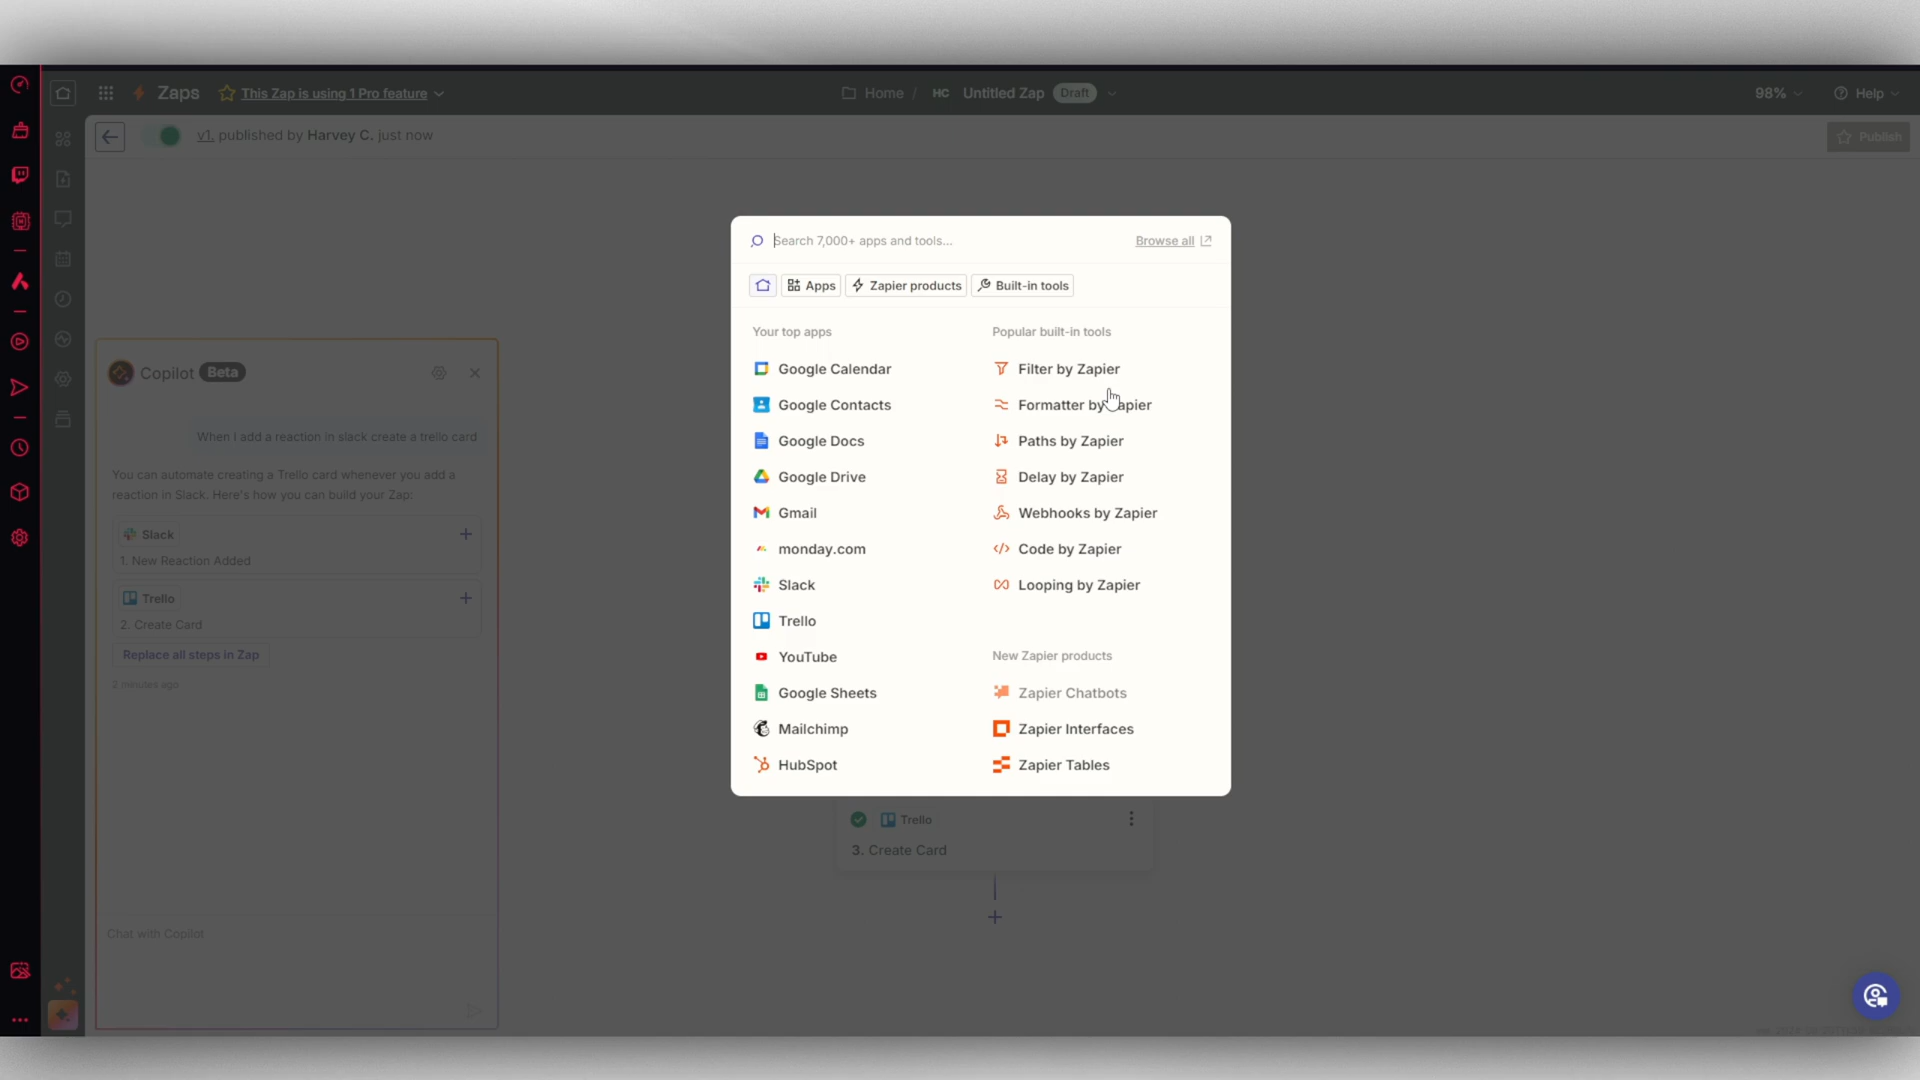 Zaps
This Zap is using 1 Pro feature
Home / HC Untitled Zap Draft
98%
Help
v1. published by Harvey C. just now
Publish
Search 7,000+ apps and tools...
Browse all
Apps
Zapier products
Built-in tools
Your top apps
Google Calendar
Google Contacts
Google Docs
Google Drive
Gmail
monday.com
Slack
Trello
YouTube
Google Sheets
Mailchimp
HubSpot
Popular built-in tools
Filter by Zapier
Formatter by Zapier
Paths by Zapier
Delay by Zapier
Webhooks by Zapier
Code by Zapier
Looping by Zapier
New Zapier products
Zapier Chatbots
Zapier Interfaces
Zapier Tables
Copilot Beta
When I add a reaction in slack create a trello card
You can automate creating a Trello card whenever you add a
reaction in Slack. Here's how you can build your Zap:
Slack
1. New Reaction Added
Trello
2. Create Card
Replace all steps in Zap
2 minutes ago
Chat with Copilot
Trello
3. Create Card